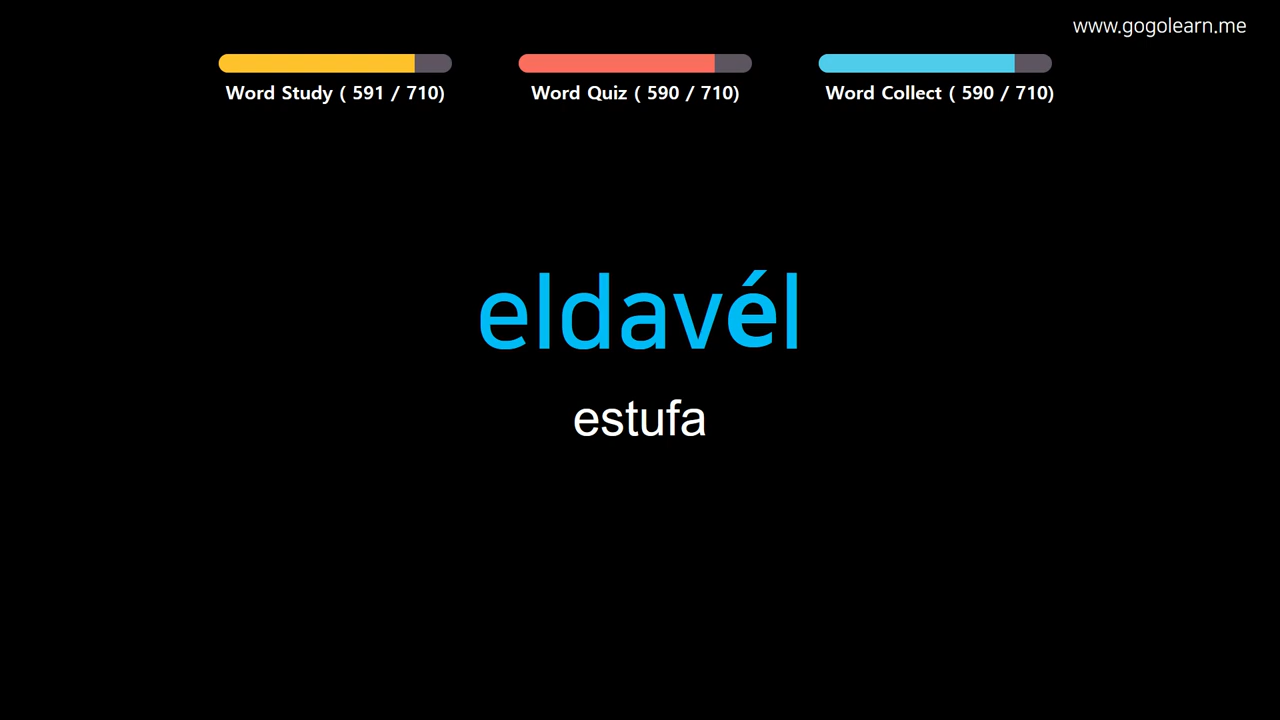 www.gogolearn.me
Word Study ( 591 / 710)
Word Quiz ( 590 / 710)
Word Collect ( 590 / 710)
eldavél
estufa